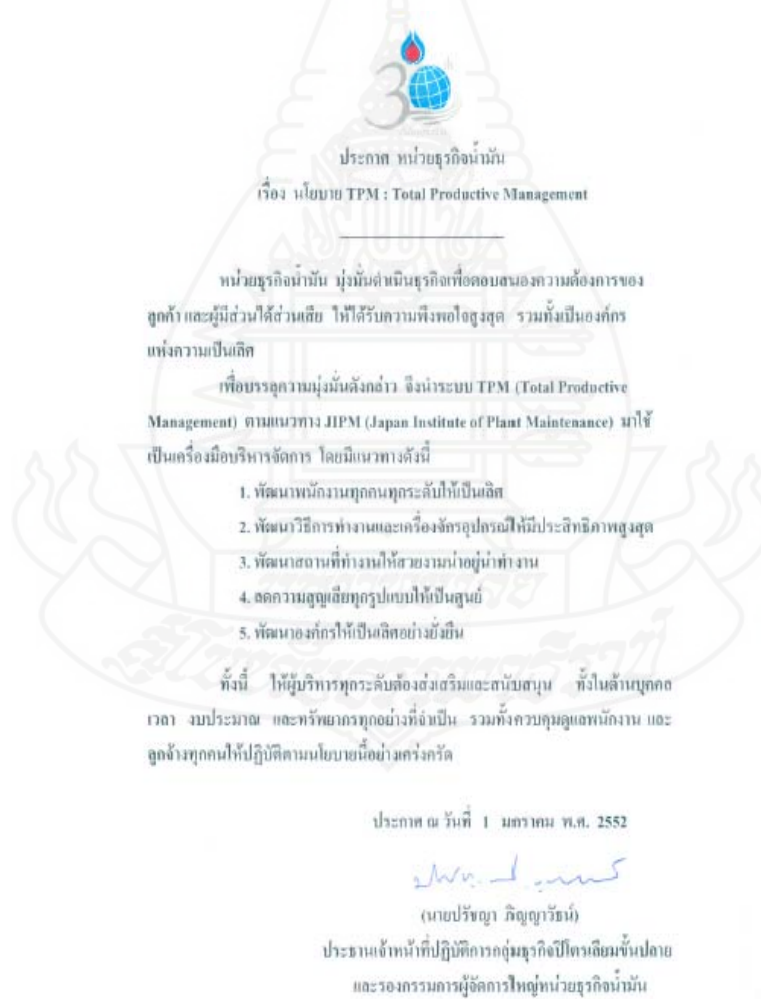 30th
ประกาศ หน่วยธุรกิจน้ำมัน
เรื่อง นโยบาย TPM : Total Productive Management
หน่วยธุรกิจน้ำมัน มุ่งมั่นดำเนินธุรกิจเพื่อตอบสนองความต้องการของ
ลูกค้า และผู้มีส่วนได้ส่วนเสีย ให้ได้รับความพึงพอใจสูงสุด รวมทั้งเป็นองค์กร
แห่งความเป็นเลิศ
เพื่อบรรลุความมุ่งมั่นดังกล่าว จึงนำระบบ TPM (Total Productive
Management) ตามแนวทาง JIPM (Japan Institute of Plant Maintenance) มาใช้
เป็นเครื่องมือบริหารจัดการ โดยมีแนวทางดังนี้
1. พัฒนาพนักงานทุกคนทุกระดับให้เป็นเลิศ
2. พัฒนาวิธีการทำงานและเครื่องจักรอุปกรณ์ให้มีประสิทธิภาพสูงสุด
3. พัฒนาสถานที่ทำงานให้สวยงามน่าอยู่น่าทำงาน
4. ลดความสูญเสียทุกรูปแบบให้เป็นศูนย์
5. พัฒนาองค์กรให้เป็นเลิศอย่างยั่งยืน
ทั้งนี้ ให้ผู้บริหารทุกระดับต้องส่งเสริมและสนับสนุน ทั้งในด้านบุคคล
เวลา งบประมาณ และทรัพยากรทุกอย่างที่จำเป็น รวมทั้งควบคุมดูแลพนักงาน และ
ลูกจ้างทุกคนให้ปฏิบัติตามนโยบายนี้อย่างเคร่งครัด
ประกาศ ณ วันที่ 1 มกราคม พ.ศ. 2552
(นายปรัชญา ภิญญาวัธน์)
ประธานเจ้าหน้าที่ปฏิบัติการกลุ่มธุรกิจปิโตรเลียมขั้นปลาย
และรองกรรมการผู้จัดการใหญ่หน่วยธุรกิจน้ำมัน